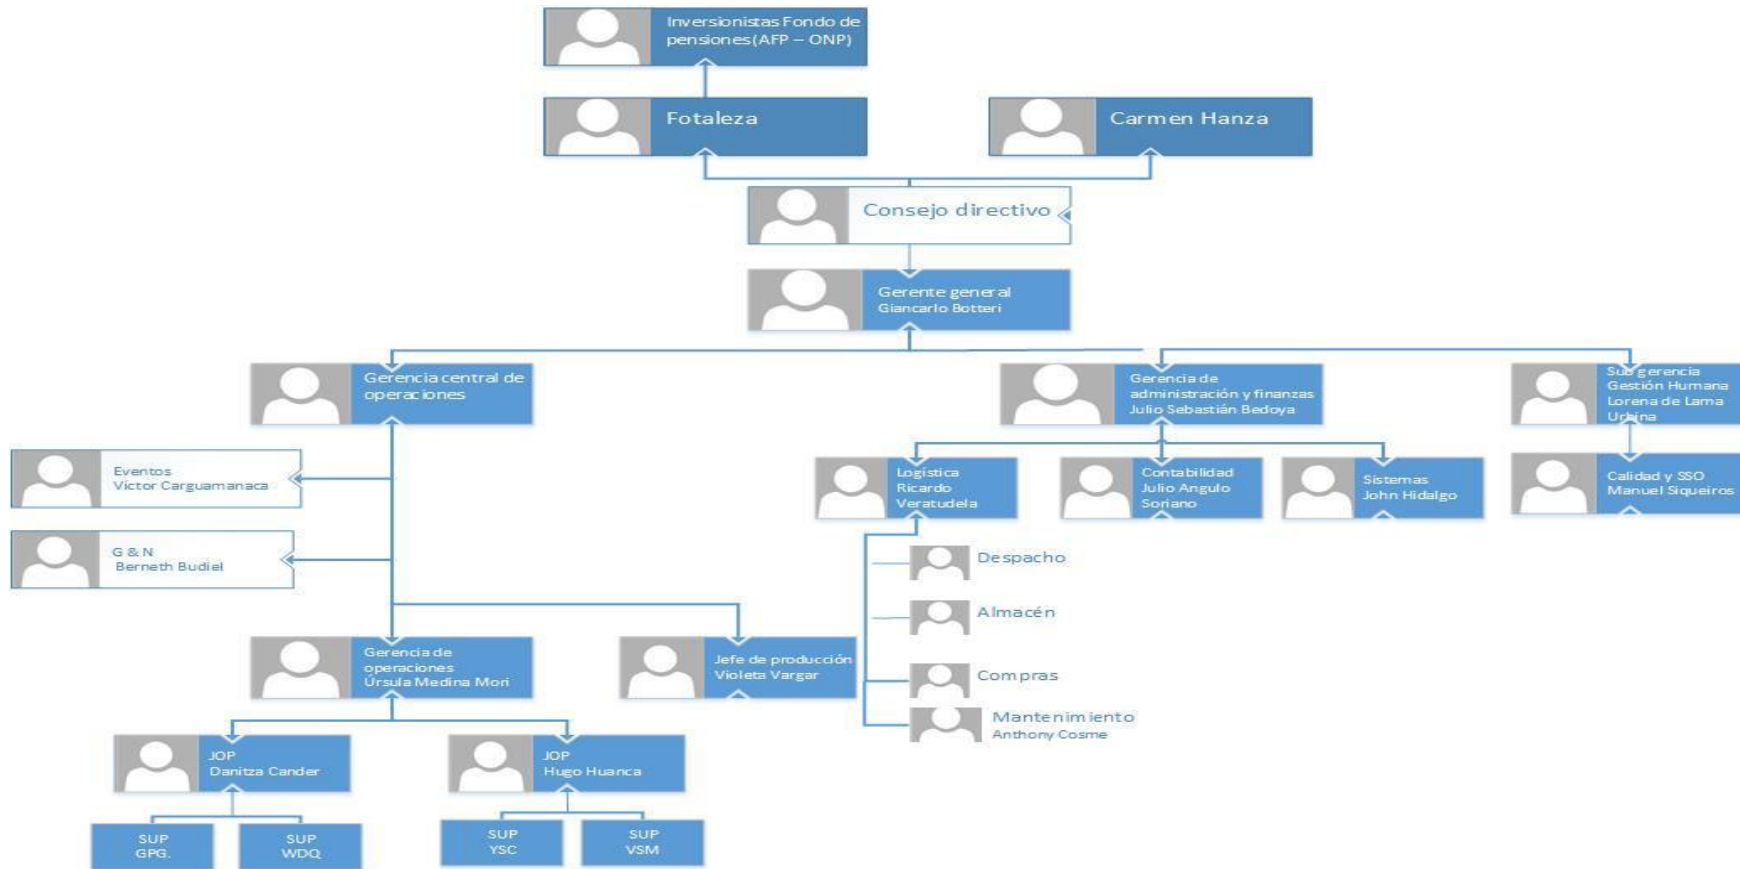 Inversionistas Fondo de
pensiones (AFP – ONP)
Fotaleza
Carmen Hanza
Consejo directivo
Gerente general
Giancarlo Botteri
Gerencia central de
operaciones
Gerencia de
administración y finanzas
Julio Sebastián Bedoya
Sub gerencia
Gestión Humana
Lorena de Lama
Urbina
Eventos
Víctor Carguamanaca
Logística
Ricardo
Veratudela
Contabilidad
Julio Angulo
Soriano
Sistemas
John Hidalgo
Calidad y SSO
Manuel Siqueiros
G & N
Berneth Budiel
Despacho
Almacén
Gerencia de
operaciones
Úrsula Medina Mori
Jefe de producción
Violeta Vargar
Compras
Mantenimiento
Anthony Cosme
JOP
Danitza Cander
JOP
Hugo Huanca
SUP
GPG.
SUP
WDQ
SUP
YSC
SUP
VSM